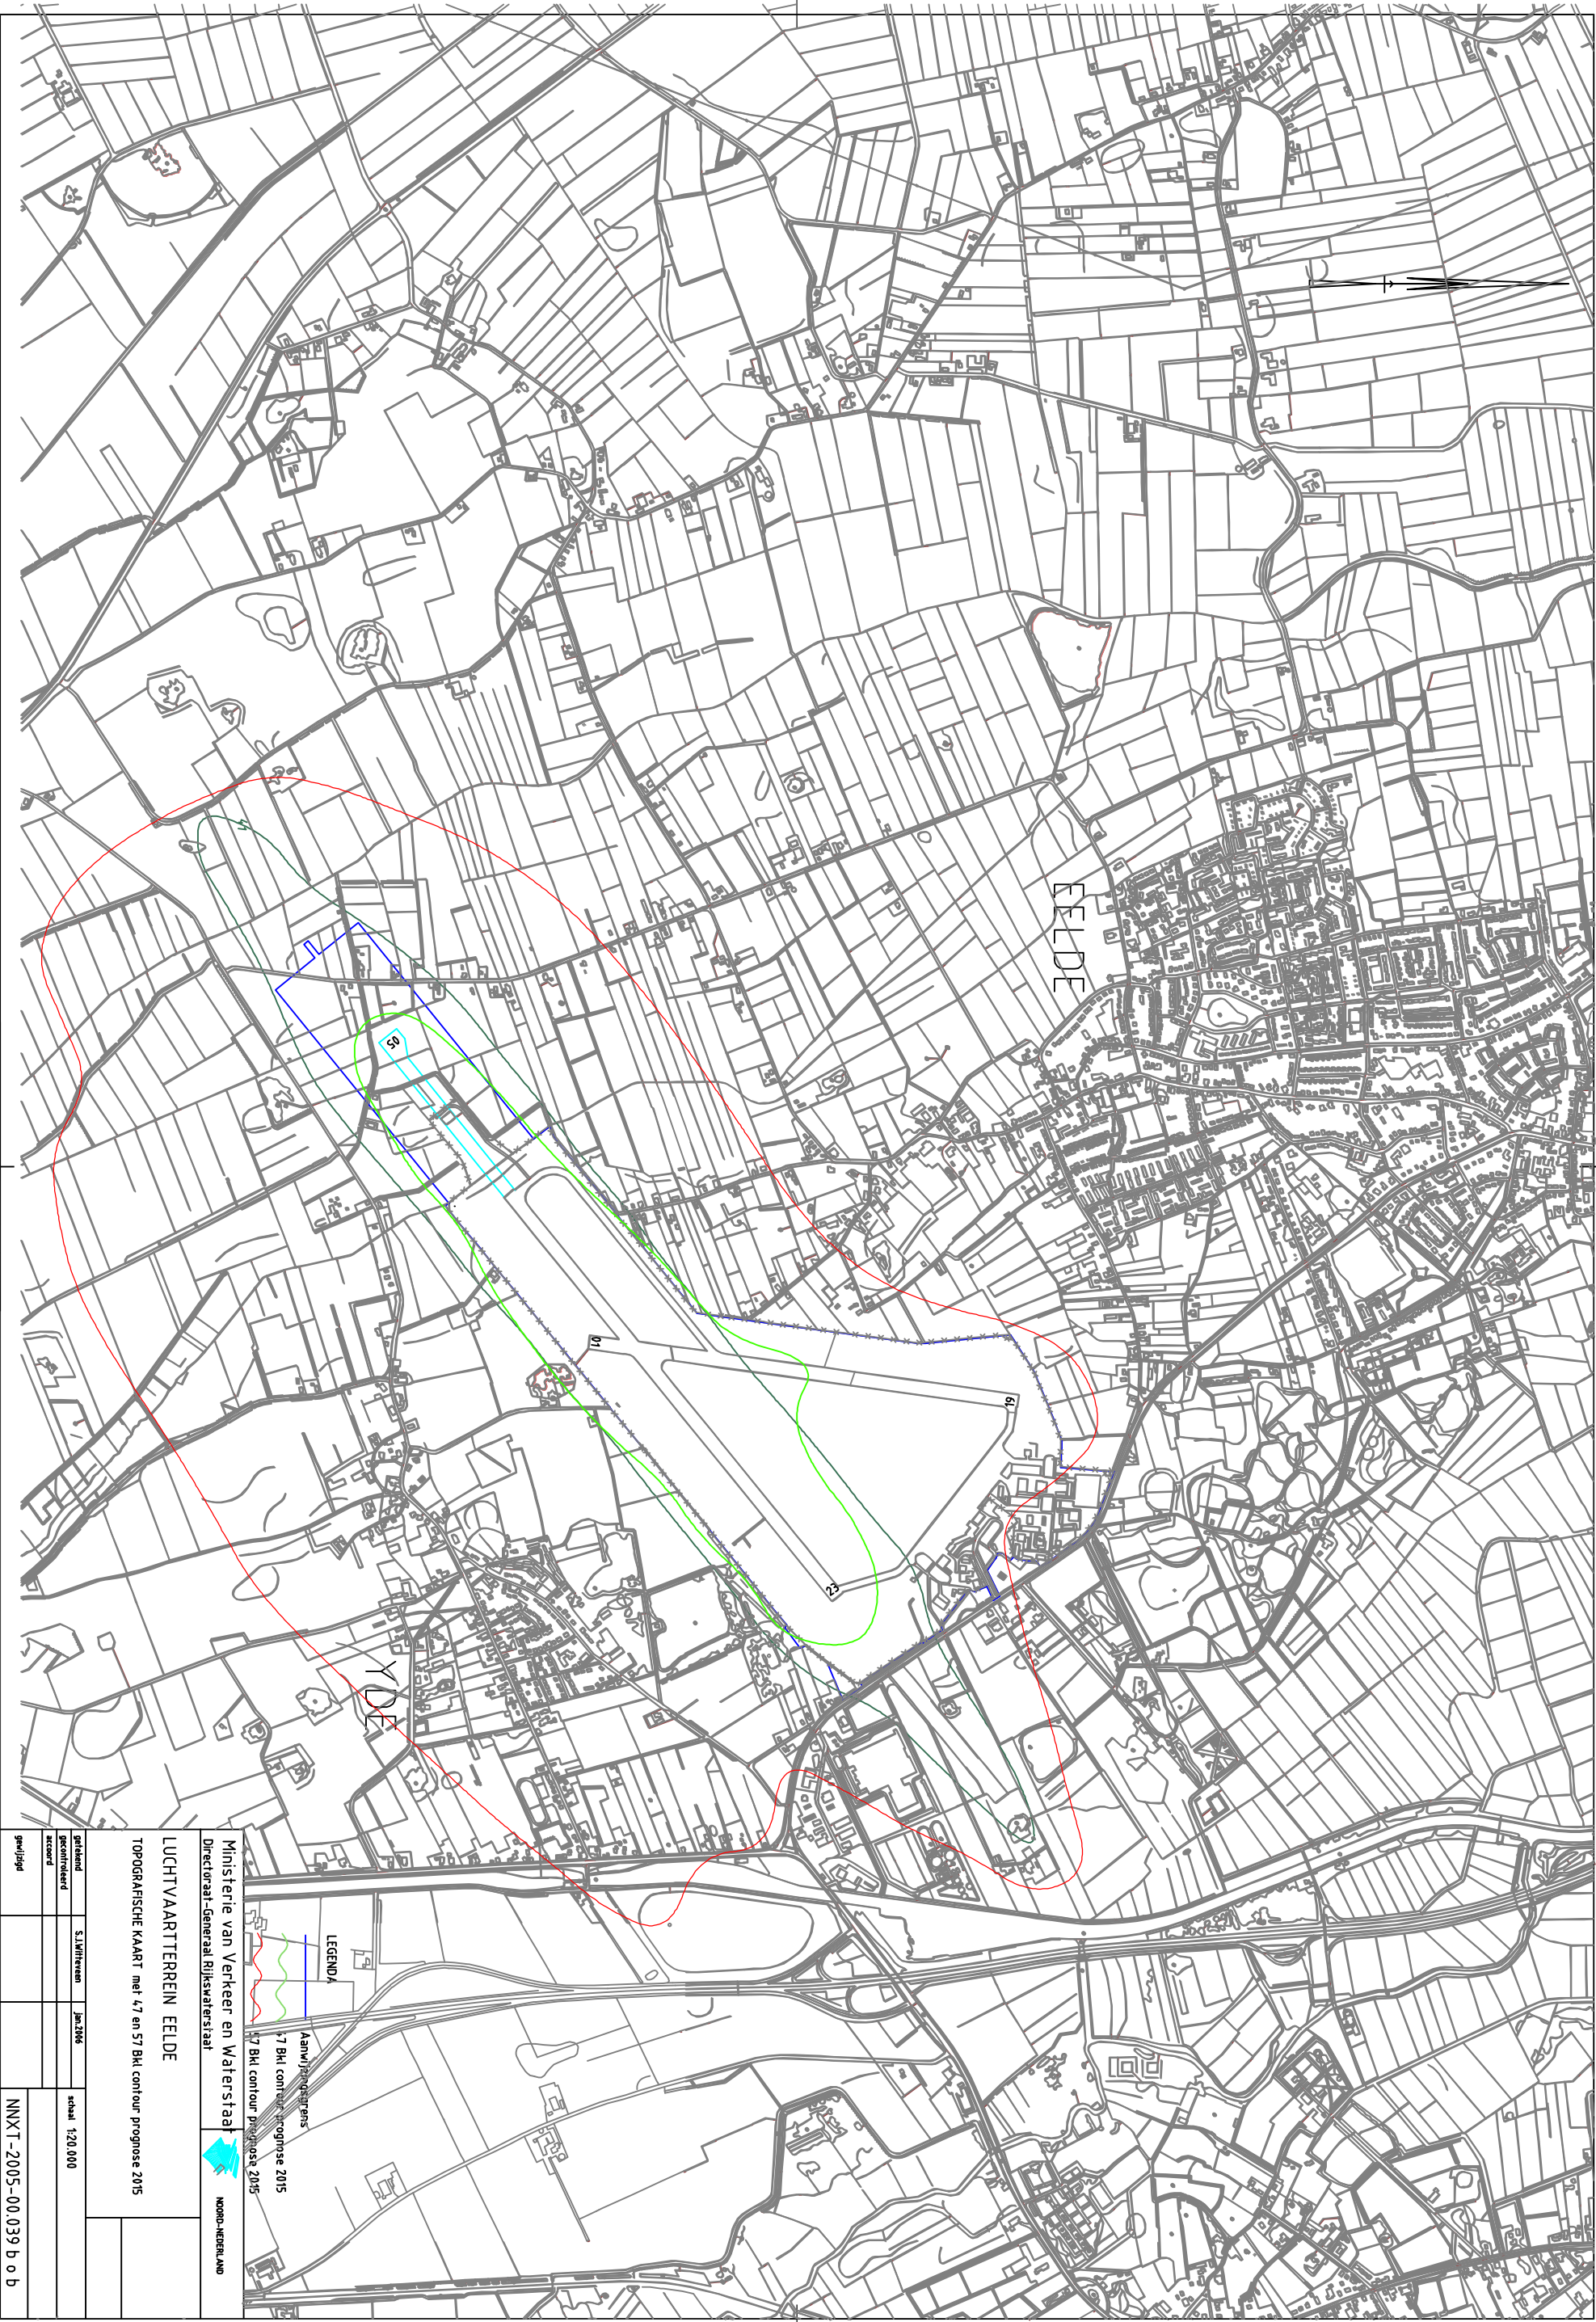 EELDE
YDE
05
01
19
23
47
LEGENDA
Aanwijzingsgrens
47 Bkl contour prognose 2015
57 Bkl contour prognose 2015
Ministerie van Verkeer en Waterstaat
Directoraat-Generaal Rijkswaterstaat
NOORD-NEDERLAND
LUCHTVAARTTERREIN EELDE
TOPOGRAFISCHE KAART met 47 en 57 Bkl contour prognose 2015
getekend S.J.Witteveen jan.2006 schaal 1:20.000
gecontroleerd
accoord
gewijzigd
NNXT-2005-00.039 b o b